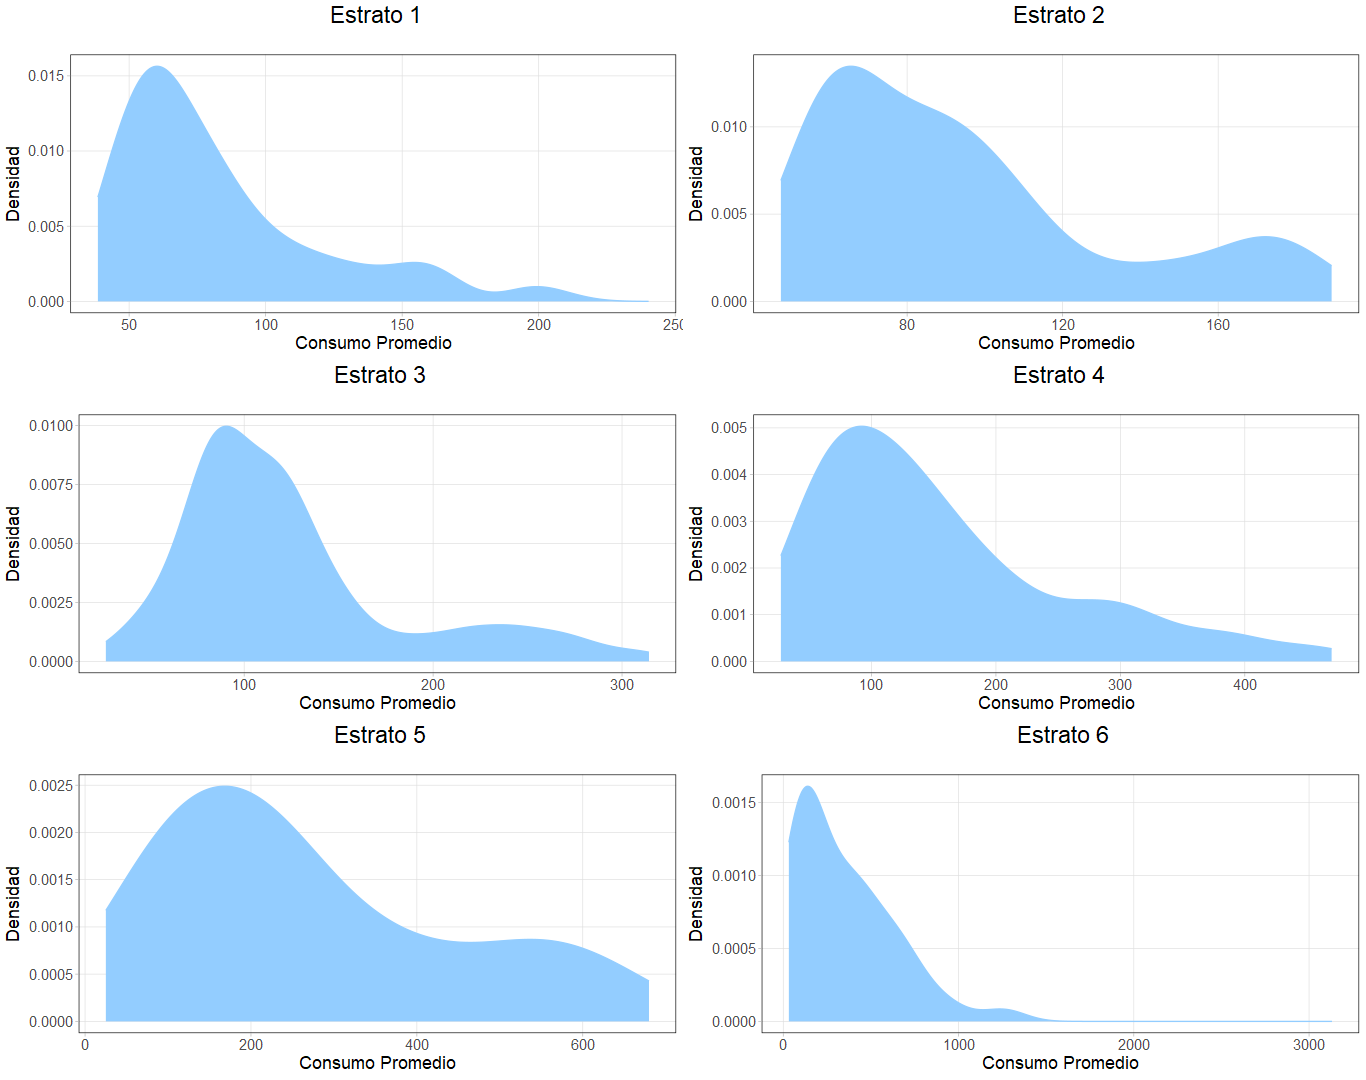 Estrato 1
Densidad
0.015
0.010
0.005
0.000
50 100 150 200 250
Consumo Promedio
Estrato 2
Densidad
0.010
0.005
0.000
80 120 160
Consumo Promedio
Estrato 3
Densidad
0.0100
0.0075
0.0050
0.0025
0.0000
100 200 300
Consumo Promedio
Estrato 4
Densidad
0.005
0.004
0.003
0.002
0.001
0.000
100 200 300 400
Consumo Promedio
Estrato 5
Densidad
0.0025
0.0020
0.0015
0.0010
0.0005
0.0000
0 200 400 600
Consumo Promedio
Estrato 6
Densidad
0.0015
0.0010
0.0005
0.0000
0 1000 2000 3000
Consumo Promedio